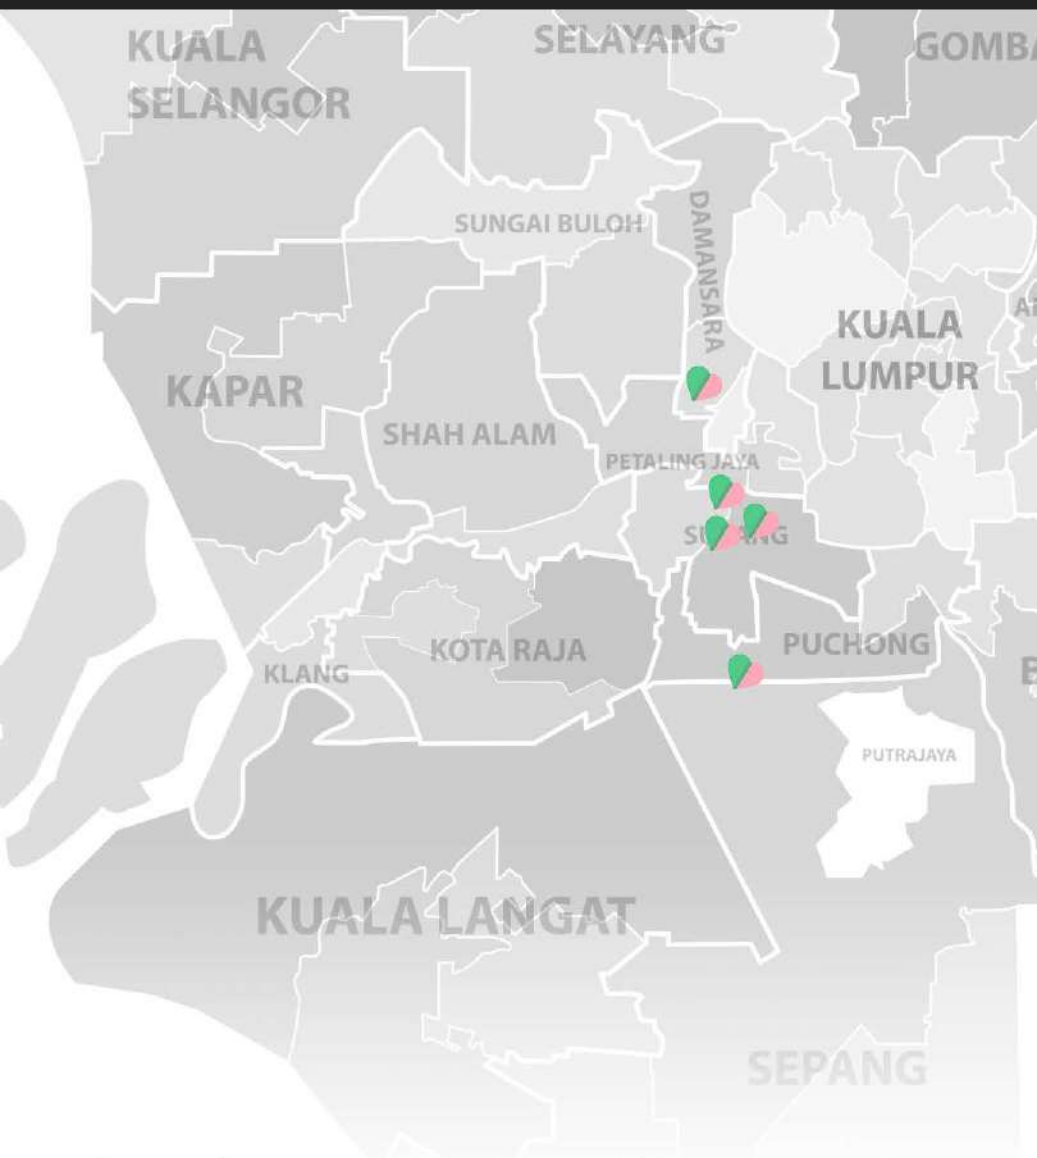 KUALA
SELANGOR
SELAYANG
SUNGAI BULOH
DAMANSARA
KUALA
LUMPUR
KAPAR
SHAH ALAM
PETALING JAYA
KOTA RAJA
PUCHONG
KLANG
PUTRAJAYA
KUALA LANGAT
SEPANG